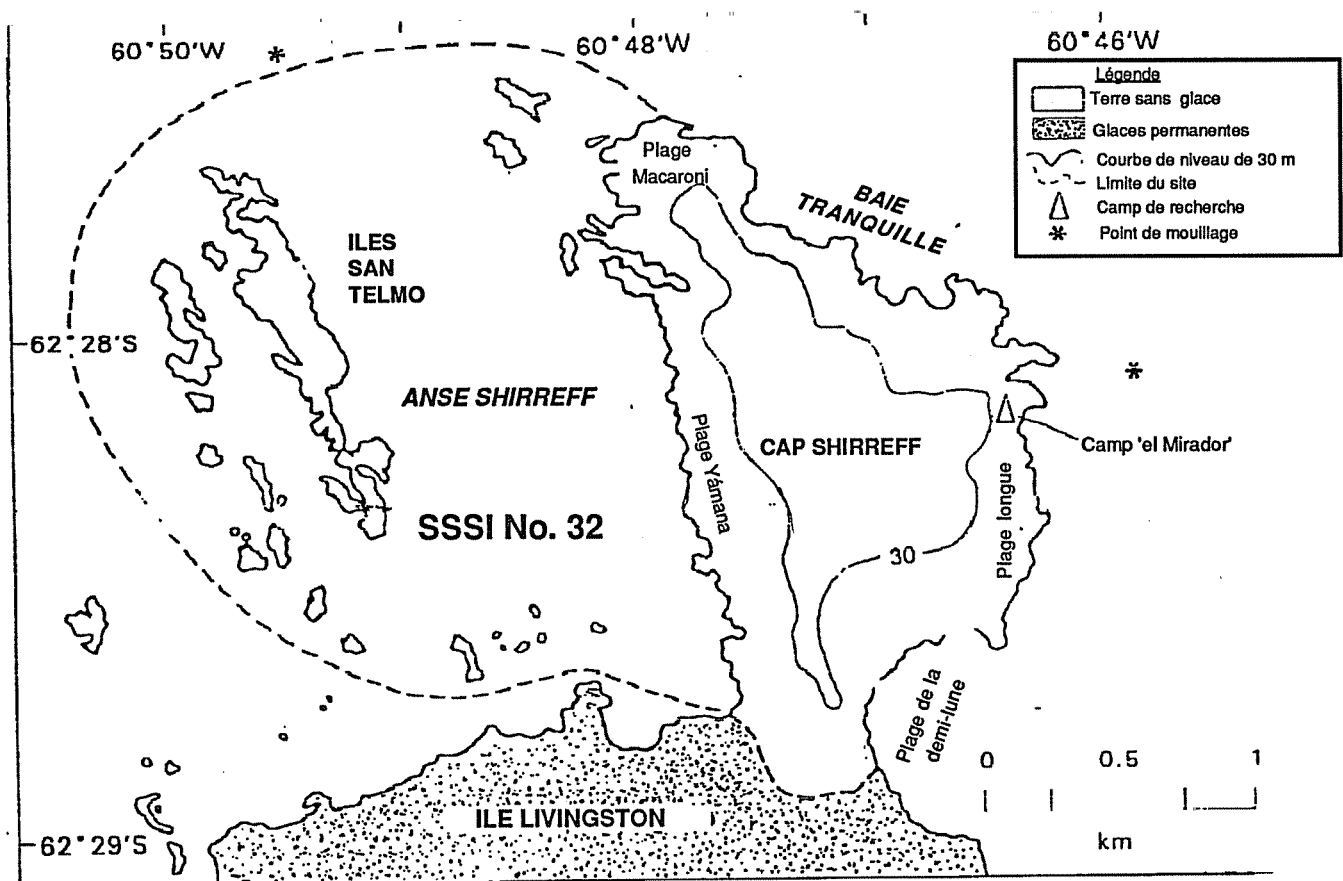 60°50'W
60°48'W
60°46'W
Légende
Terre sans glace
Glaces permanentes
Courbe de niveau de 30 m
Limite du site
Camp de recherche
Point de mouillage
Plage
Macaroni
BAIE
TRANQUILLE
ILES
SAN
TELMO
62°28'S
ANSE SHIRREFF
Plage Yámana
CAP SHIRREFF
Camp 'el Mirador'
SSSI No. 32
30
Plage longue
Plage de la
demi-lune
0 0.5 1
km
ILE LIVINGSTON
62°29'S